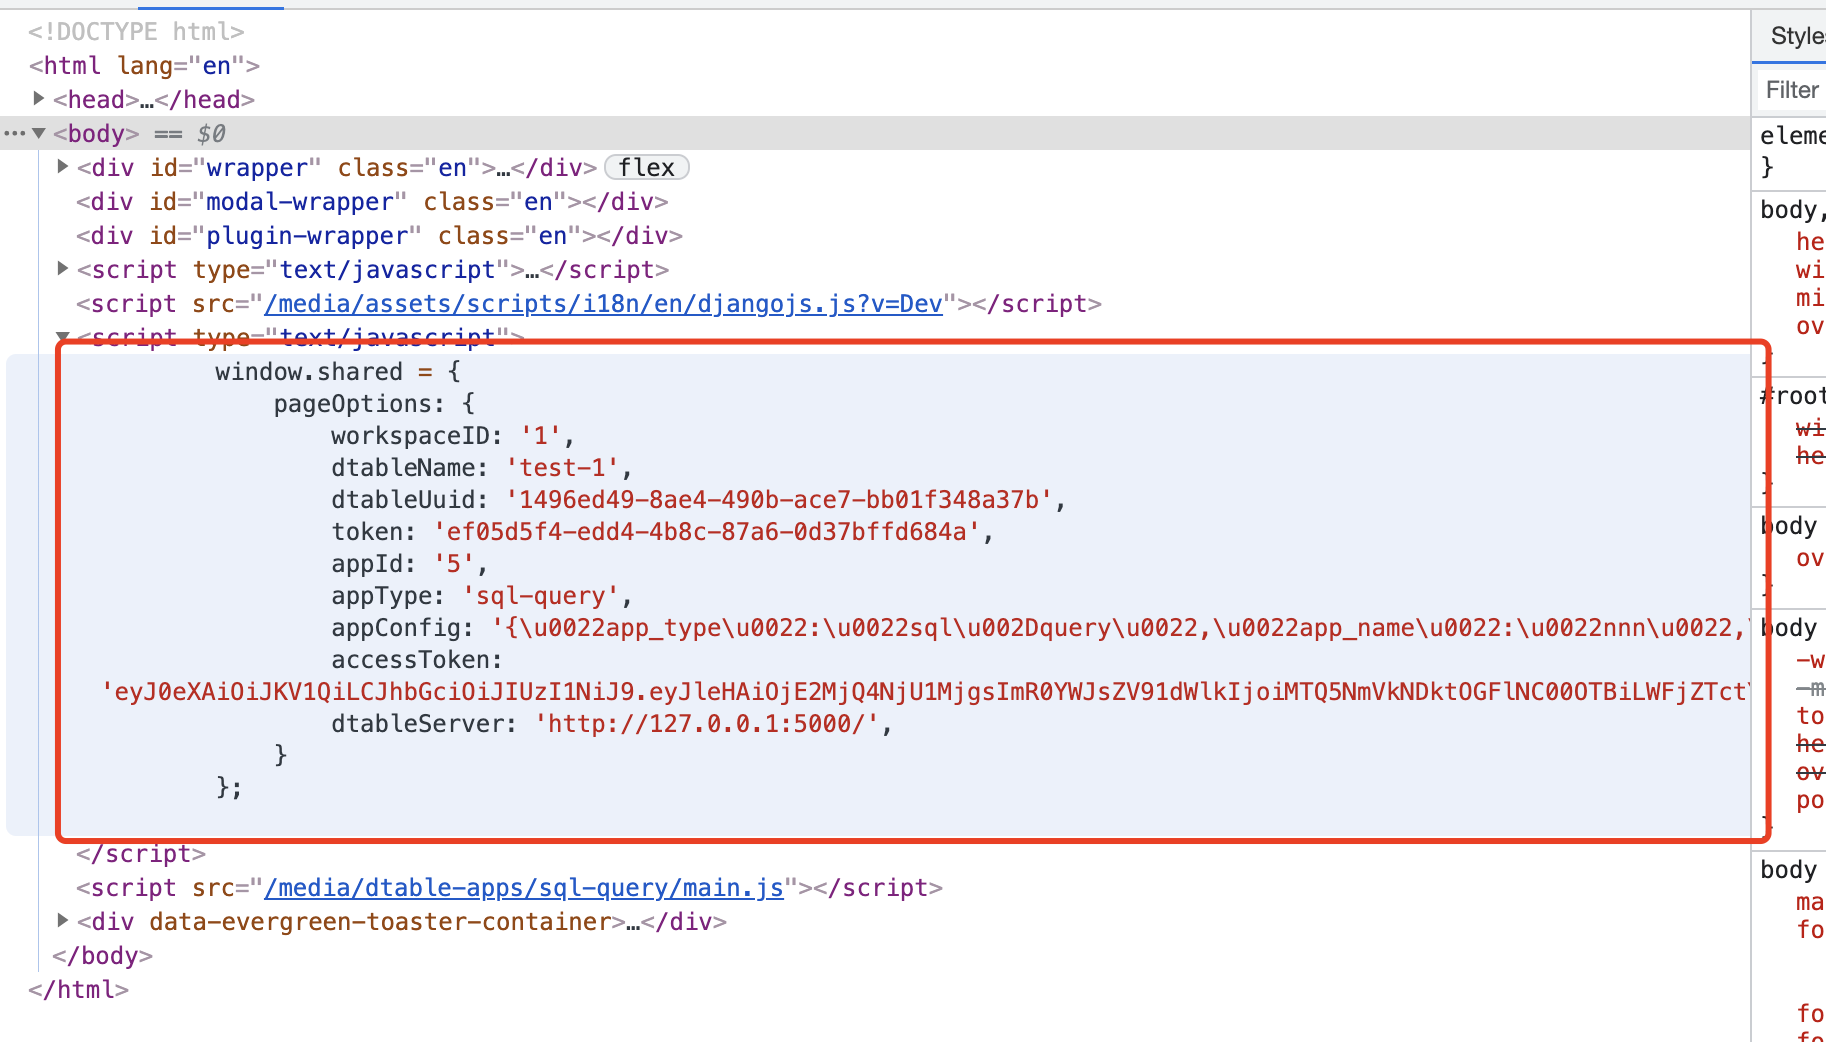 <!DOCTYPE html>
<html lang="en">
<head>…</head>
<body> == $0
<div id="wrapper" class="en">…</div> flex
<div id="modal-wrapper" class="en"></div>
<div id="plugin-wrapper" class="en"></div>
<script type="text/javascript">…</script>
<script src="/media/assets/scripts/i18n/en/djangojs.js?v=Dev"></script>
<script type="text/javascript">
window.shared = {
pageOptions: {
workspaceID: '1',
dtableName: 'test-1',
dtableUuid: '1496ed49-8ae4-490b-ace7-bb01f348a37b',
token: 'ef05d5f4-edd4-4b8c-87a6-0d37bffd684a',
appId: '5',
appType: 'sql-query',
appConfig: '{\u0022app_type\u0022:\u0022sql\u002Dquery\u0022,\u0022app_name\u0022:\u0022nnn\u0022,
accessToken:
'eyJ0eXAiOiJKV1QiLCJhbGciOiJIUzI1NiJ9.eyJleHAiOjE2MjQ4NjU1MjgsImR0YWJsZV91dWlkIjoiMTQ5NmVkNDktOGFlNC00OTBiLWFjZTct
dtableServer: 'http://127.0.0.1:5000/',
}
};
</script>
<script src="/media/dtable-apps/sql-query/main.js"></script>
<div data-evergreen-toaster-container>…</div>
</body>
</html>
Style
Filter
eleme
}
body,
he
wi
mi
ov
}
#root
wi
he
}
body
ov
}
body
-w
-m
to
he
ov
po
}
body
ma
fo
fo